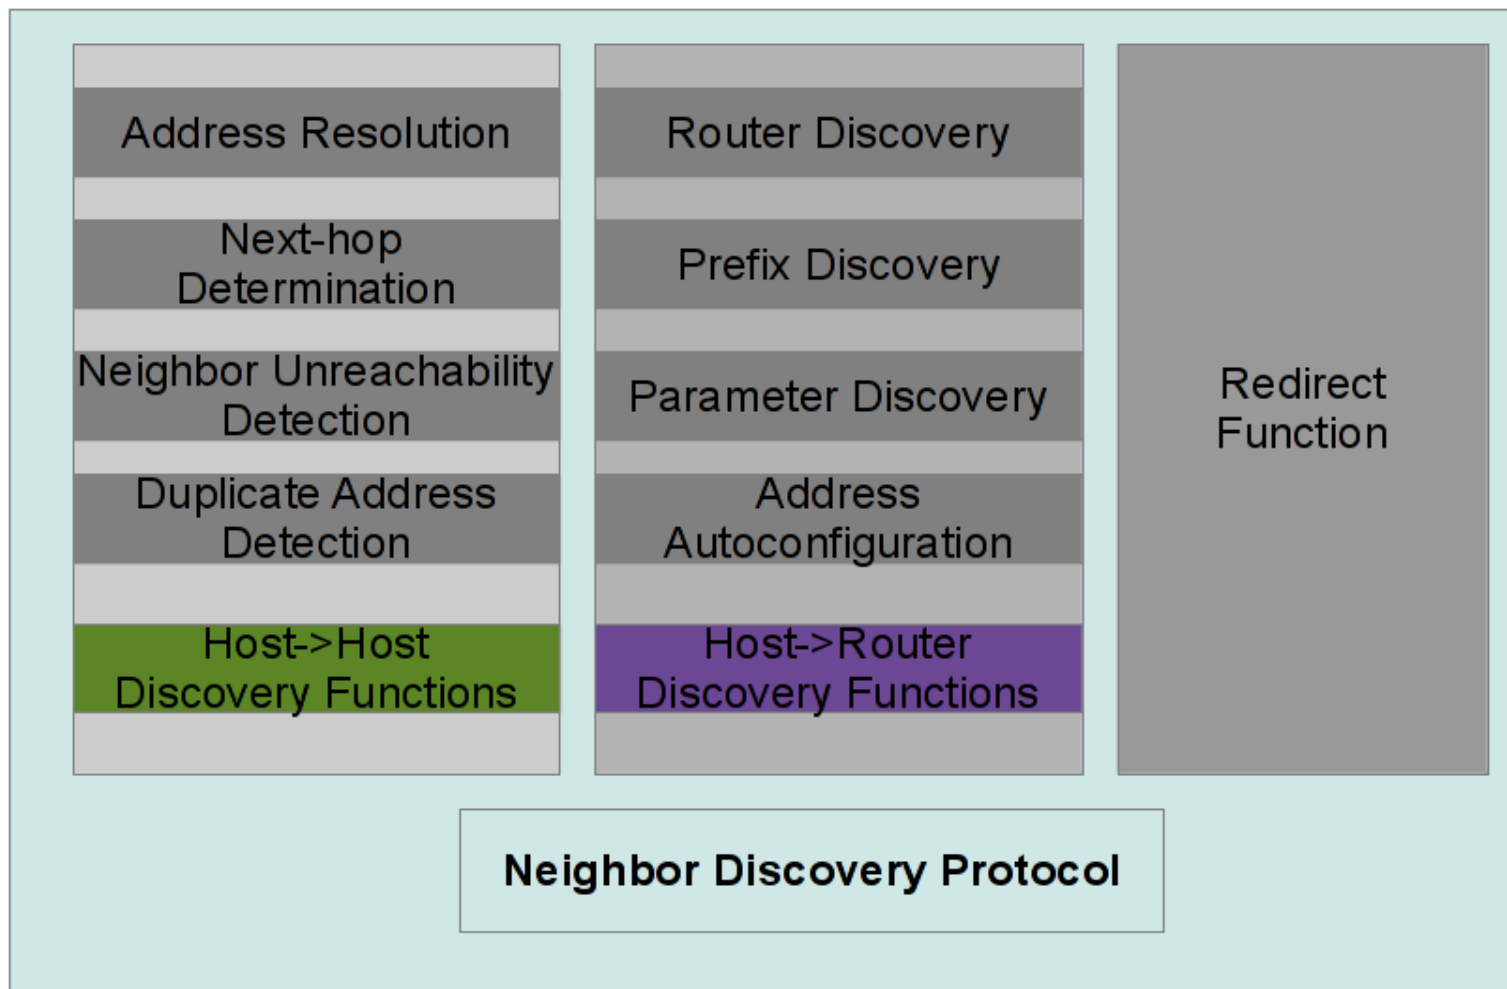 Address Resolution
Next-hop
Determination
Neighbor Unreachability
Detection
Duplicate Address
Detection
Host->Host
Discovery Functions
Router Discovery
Prefix Discovery
Parameter Discovery
Address
Autoconfiguration
Host->Router
Discovery Functions
Redirect
Function
Neighbor Discovery Protocol